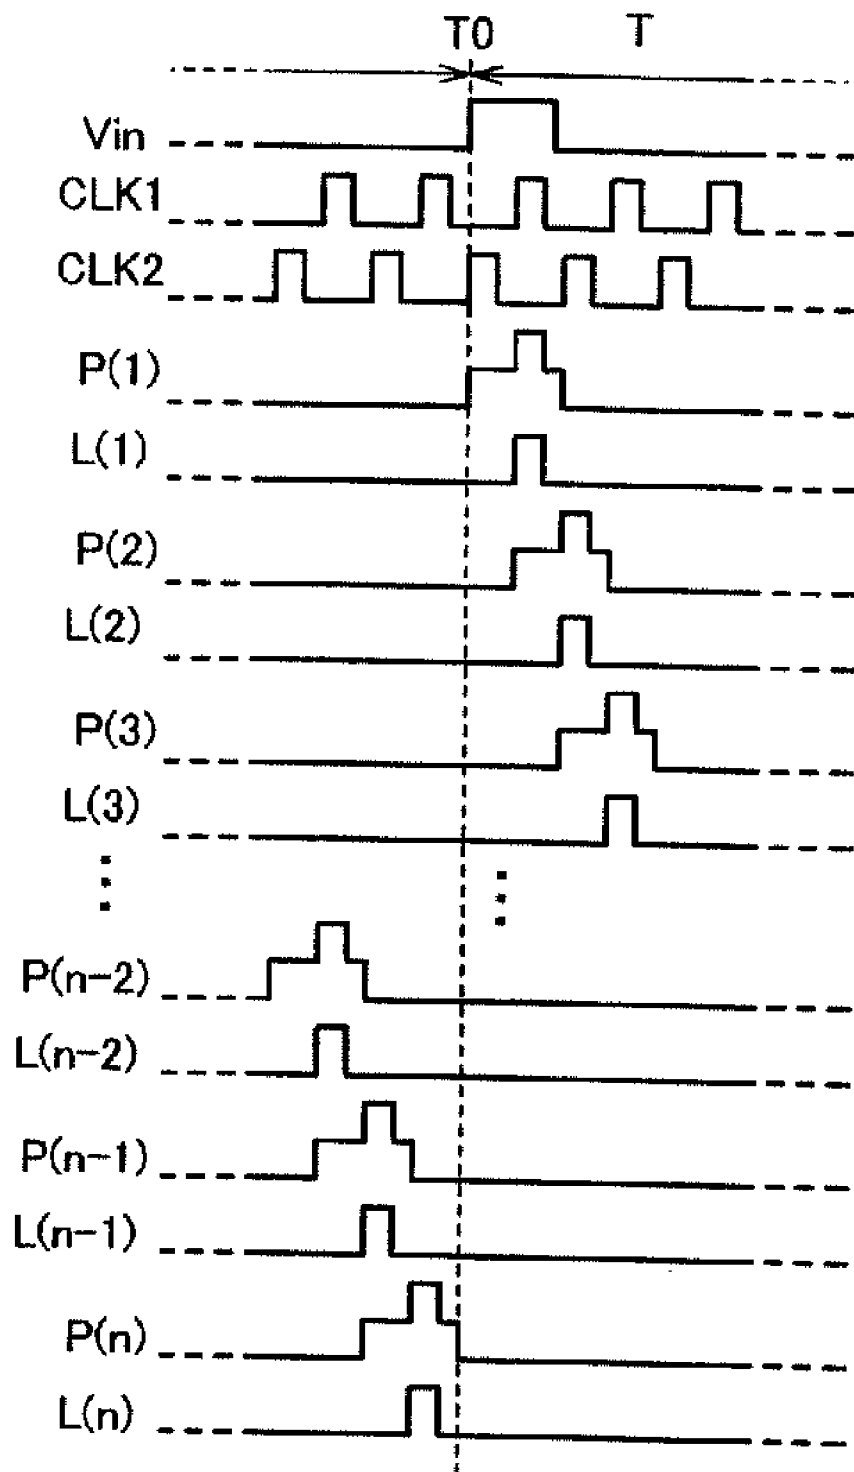 T0
T
Vin
CLK1
CLK2
P(1)
L(1)
P(2)
L(2)
P(3)
L(3)
P(n-2)
L(n-2)
P(n-1)
L(n-1)
P(n)
L(n)